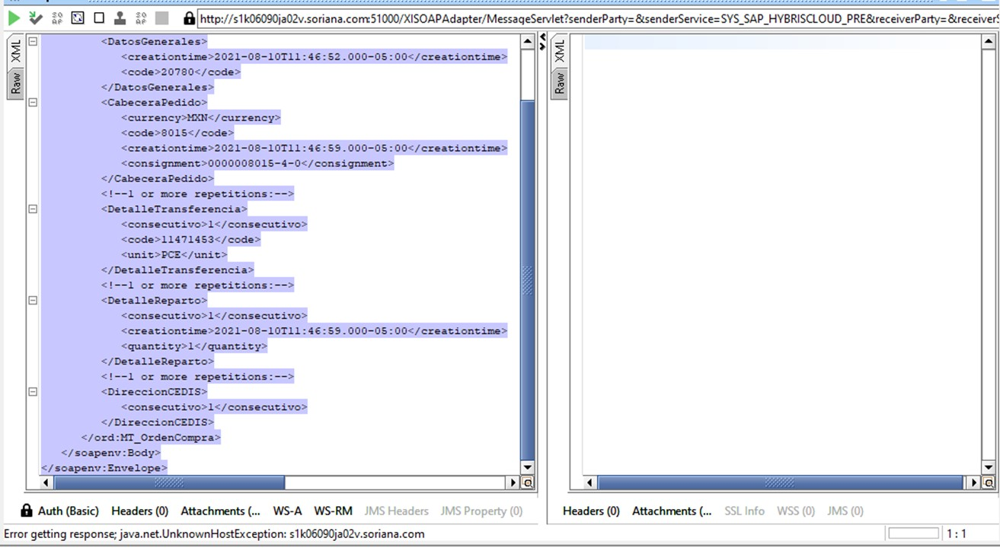 http://s1k06090ja02v.soriana.com:51000/XISOAPAdapter/MessageServlet?senderParty=&senderService=SYS_SAP_HYBRISCLOUD_PRE&receiverParty=&receiverS
XML
Raw
<DatosGenerales>
<creationtime>2021-08-10T11:46:52.000-05:00</creationtime>
<code>20780</code>
</DatosGenerales>
<CabeceraPedido>
<currency>MXN</currency>
<code>8015</code>
<creationtime>2021-08-10T11:46:59.000-05:00</creationtime>
<consignment>0000008015-4-0</consignment>
</CabeceraPedido>
<!--1 or more repetitions:-->
<DetalleTransferencia>
<consecutivo>1</consecutivo>
<code>11471453</code>
<unit>PCE</unit>
</DetalleTransferencia>
<!--1 or more repetitions:-->
<DetalleReparto>
<consecutivo>1</consecutivo>
<creationtime>2021-08-10T11:46:59.000-05:00</creationtime>
<quantity>1</quantity>
</DetalleReparto>
<!--1 or more repetitions:-->
<DireccionCEDIS>
<consecutivo>1</consecutivo>
</DireccionCEDIS>
</ord:MT_OrdenCompra>
</soapenv:Body>
</soapenv:Envelope>
XML
Raw
Auth (Basic) Headers (0) Attachments (... WS-A WS-RM JMS Headers JMS Property (0)
Headers (0) Attachments (... SSL Info WSS (0) JMS (0)
Error getting response; java.net.UnknownHostException: s1k06090ja02v.soriana.com
1 : 1